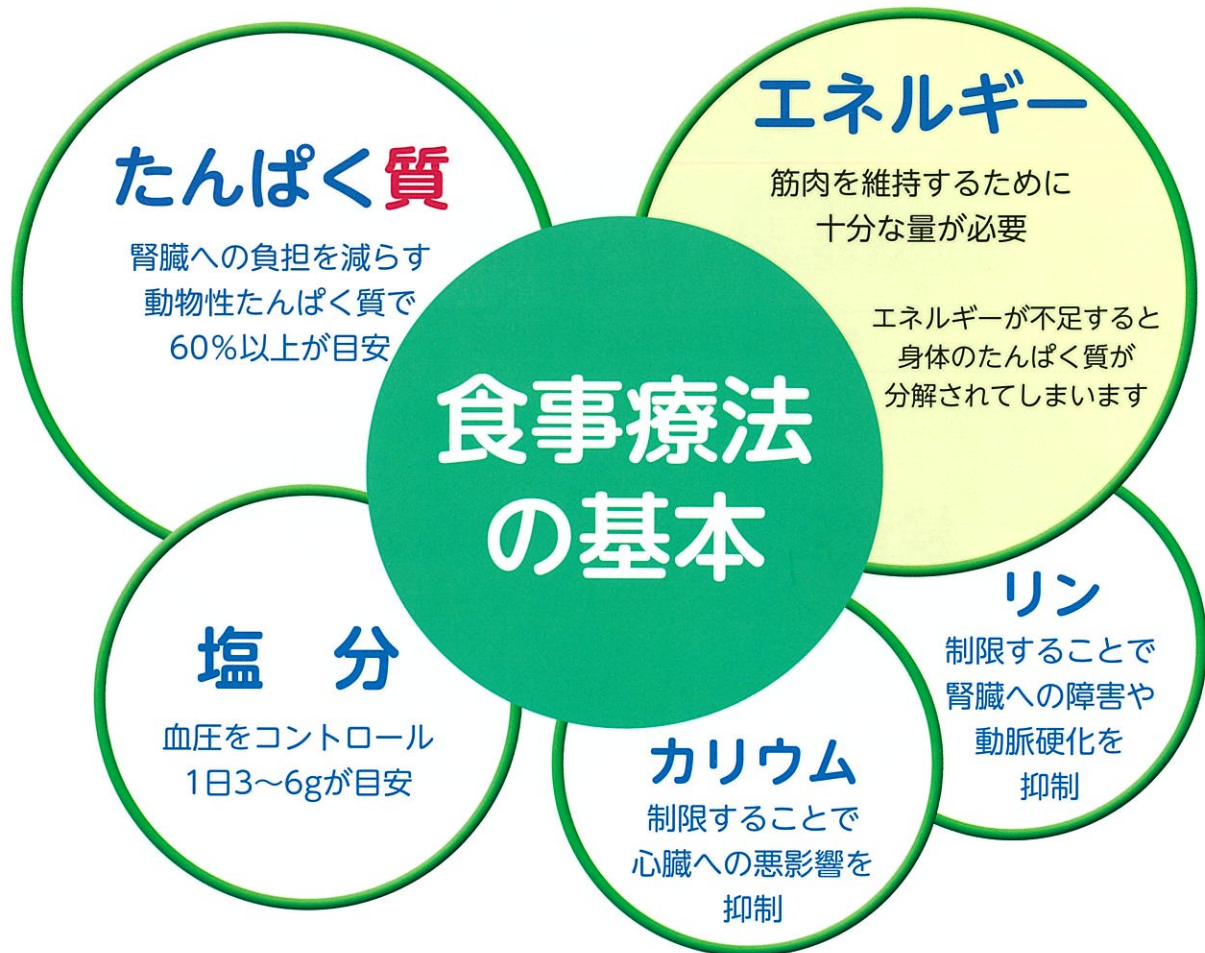 たんぱく質
腎臓への負担を減らす
動物性たんぱく質で
60%以上が目安
エネルギー
筋肉を維持するために
十分な量が必要
エネルギーが不足すると
身体のたんぱく質が
分解されてしまいます
食事療法
の基本
塩　分
血圧をコントロール
1日3〜6gが目安
カリウム
制限することで
心臓への悪影響を
抑制
リン
制限することで
腎臓への障害や
動脈硬化を
抑制